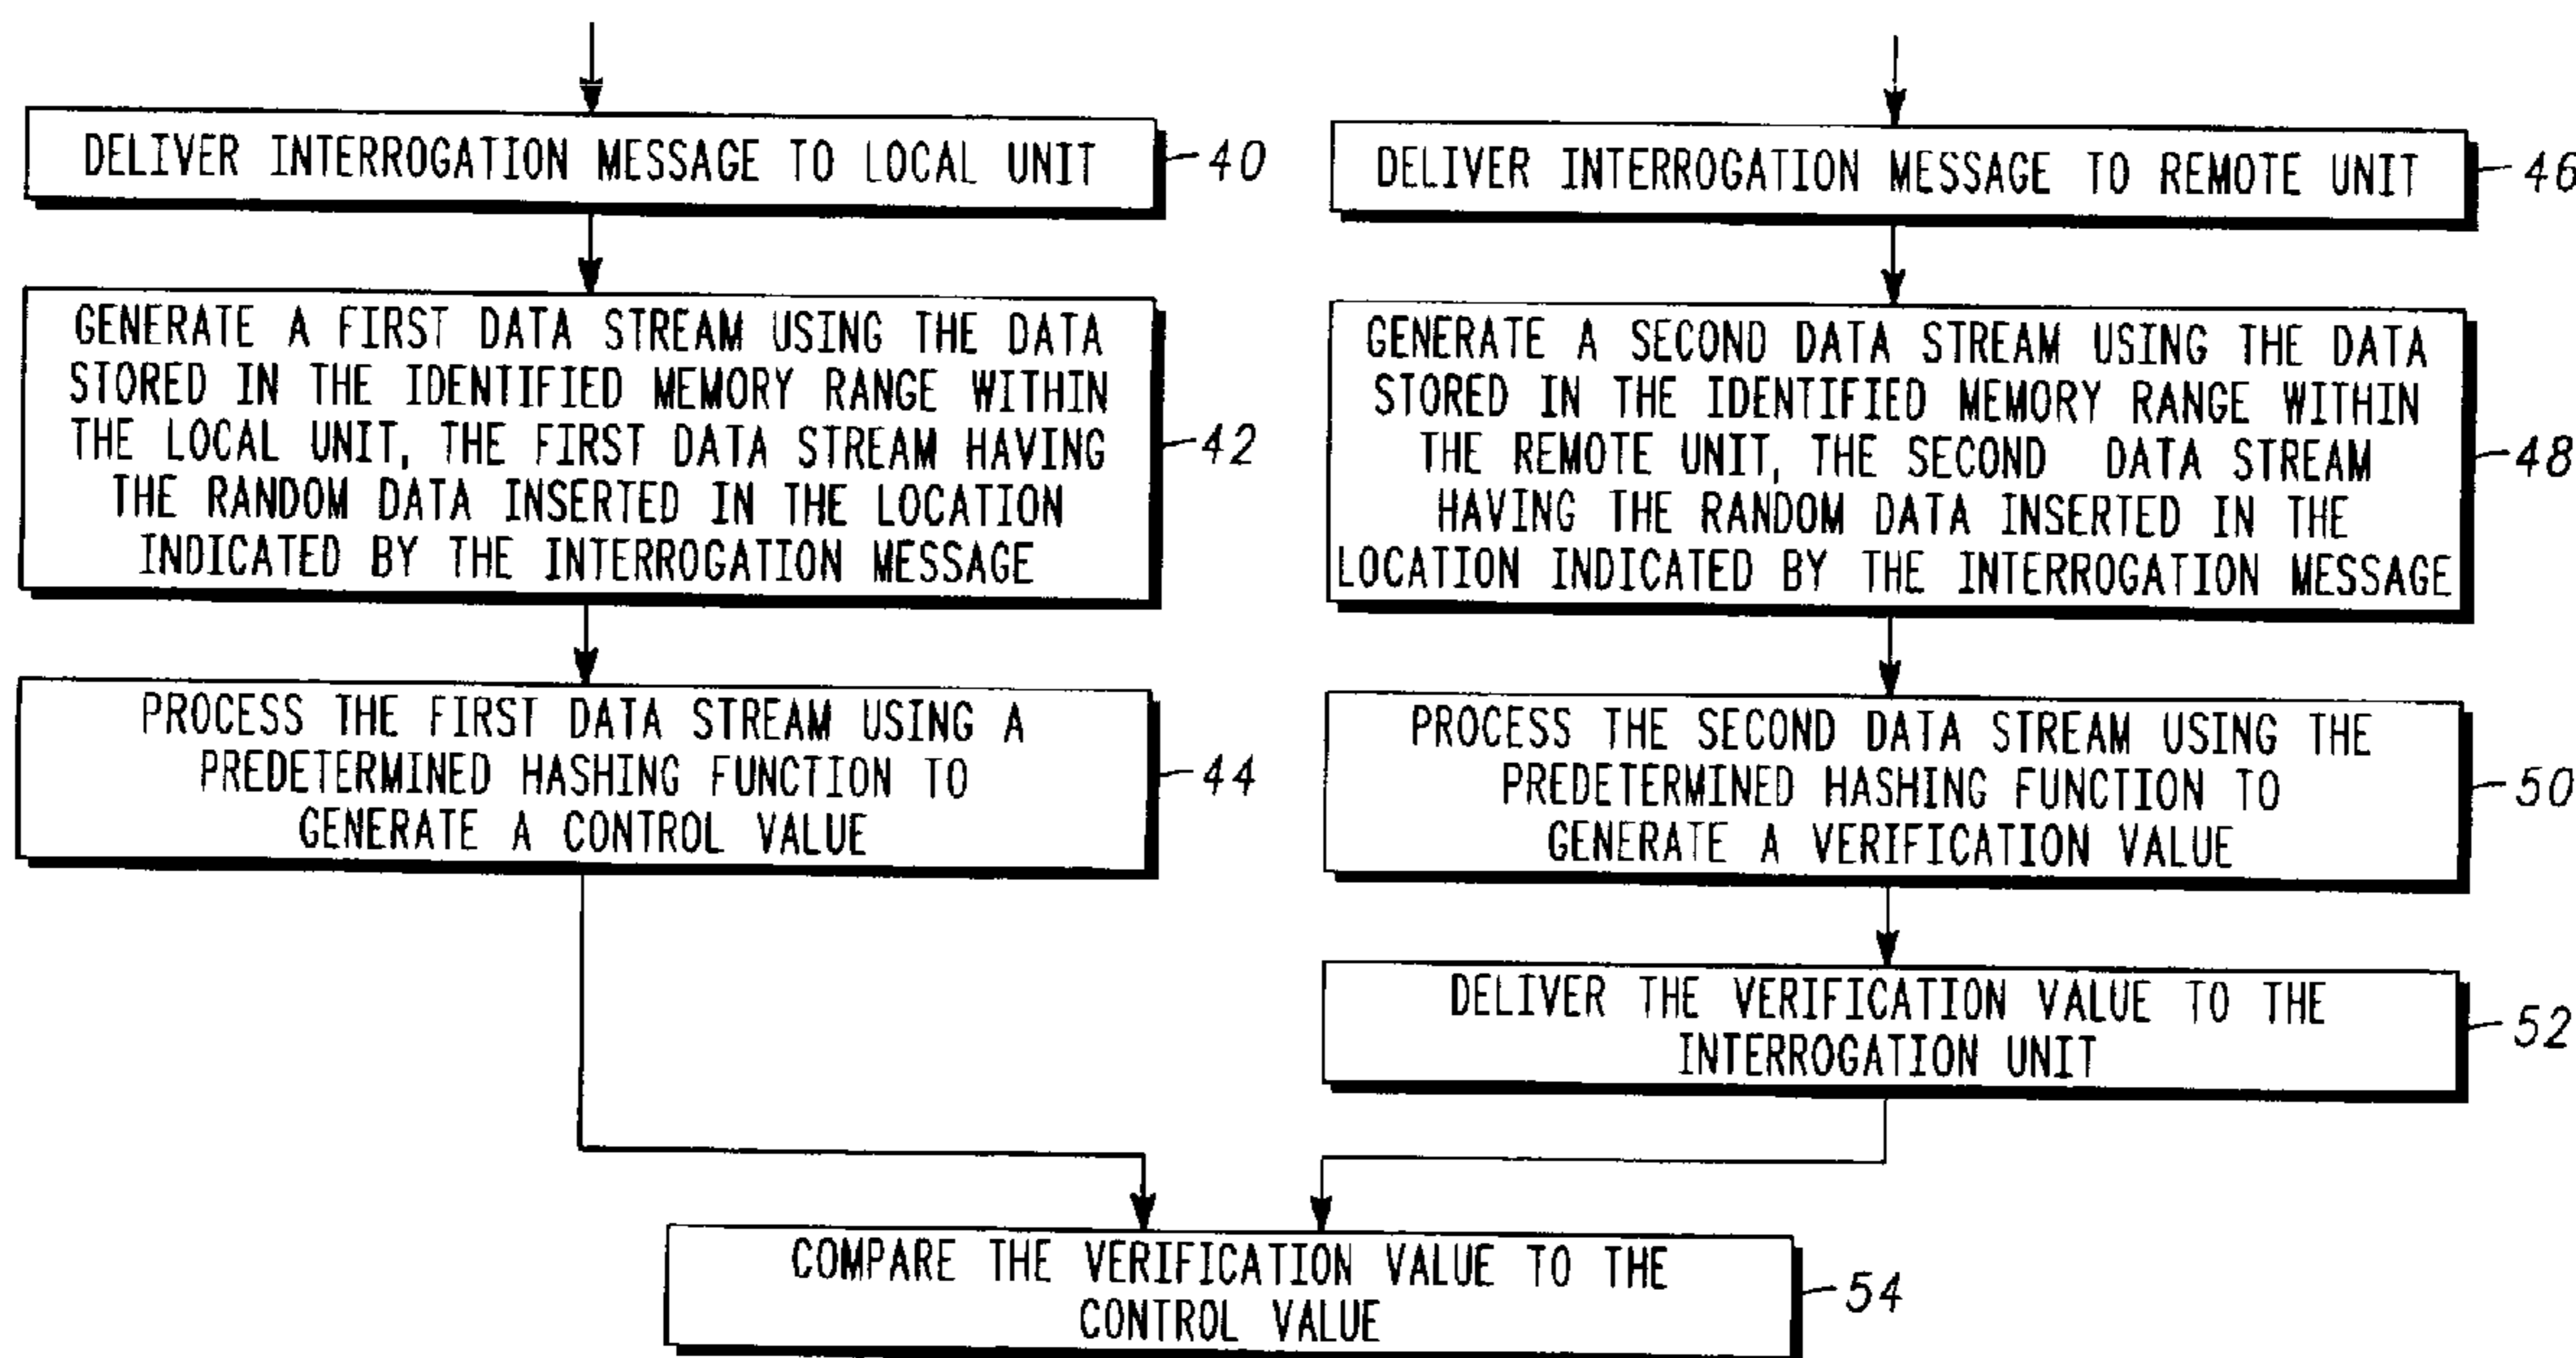 DELIVER INTERROGATION MESSAGE TO LOCAL UNIT
40
GENERATE A FIRST DATA STREAM USING THE DATA
STORED IN THE IDENTIFIED MEMORY RANGE WITHIN
THE LOCAL UNIT, THE FIRST DATA STREAM HAVING
THE RANDOM DATA INSERTED IN THE LOCATION
INDICATED BY THE INTERROGATION MESSAGE
42
PROCESS THE FIRST DATA STREAM USING A
PREDETERMINED HASHING FUNCTION TO
GENERATE A CONTROL VALUE
44
DELIVER INTERROGATION MESSAGE TO REMOTE UNIT
46
GENERATE A SECOND DATA STREAM USING THE DATA
STORED IN THE IDENTIFIED MEMORY RANGE WITHIN
THE REMOTE UNIT, THE SECOND DATA STREAM
HAVING THE RANDOM DATA INSERTED IN THE
LOCATION INDICATED BY THE INTERROGATION MESSAGE
48
PROCESS THE SECOND DATA STREAM USING THE
PREDETERMINED HASHING FUNCTION TO
GENERATE A VERIFICATION VALUE
50
DELIVER THE VERIFICATION VALUE TO THE
INTERROGATION UNIT
52
COMPARE THE VERIFICATION VALUE TO THE
CONTROL VALUE
54